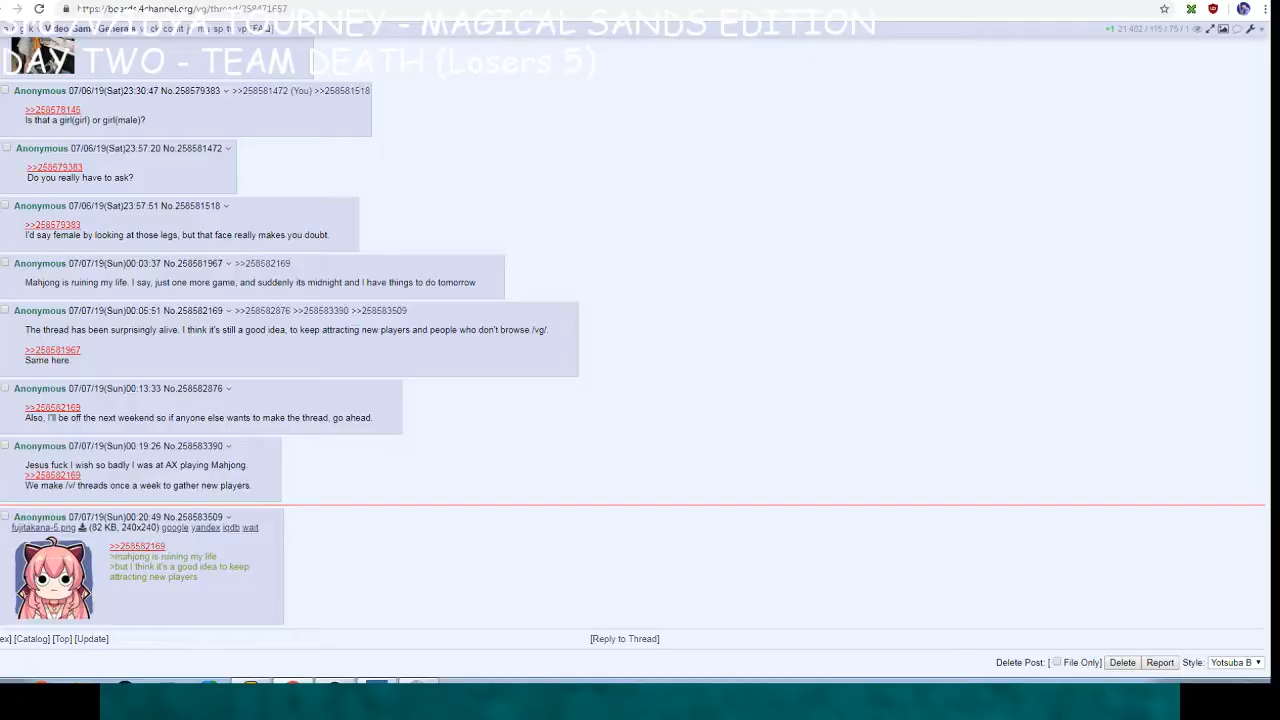 https://boards.4channel.org/vg/thread/258471657
JOURNEY - MAGICAL SANDS EDITION
+1 21 402 / 115 / 75 / 1
DAY TWO - TEAM DEATH (Losers 5)
Anonymous 07/06/19(Sat)23:30:47 No.258579383 >>258581472 (You) >>258581518
>>258578145
Is that a girl(girl) or girl(male)?
Anonymous 07/06/19(Sat)23:57:20 No.258581472
>>258579383
Do you really have to ask?
Anonymous 07/06/19(Sat)23:57:51 No.258581518
>>258579383
I'd say female by looking at those legs, but that face really makes you doubt.
Anonymous 07/07/19(Sun)00:03:37 No.258581967 >>258582169
Mahjong is ruining my life. I say, just one more game, and suddenly its midnight and I have things to do tomorrow
Anonymous 07/07/19(Sun)00:05:51 No.258582169 >>258582876 >>258583390 >>258583509
The thread has been surprisingly alive. I think it's still a good idea, to keep attracting new players and people who don't browse /vg/.
>>258581967
Same here.
Anonymous 07/07/19(Sun)00:13:33 No.258582876
>>258582169
Also, I'll be off the next weekend so if anyone else wants to make the thread, go ahead.
Anonymous 07/07/19(Sun)00:19:26 No.258583390
Jesus fuck I wish so badly I was at AX playing Mahjong.
>>258582169
We make /v/ threads once a week to gather new players.
Anonymous 07/07/19(Sun)00:20:49 No.258583509
fujitakana-5.png (82 KB, 240x240) google yandex iqdb wait
>>258582169
>mahjong is ruining my life
>but I think it's a good idea to keep
attracting new players
ex] [Catalog] [Top] [Update]
[Reply to Thread]
Delete Post: [ File Only] Delete Report Style: Yotsuba B